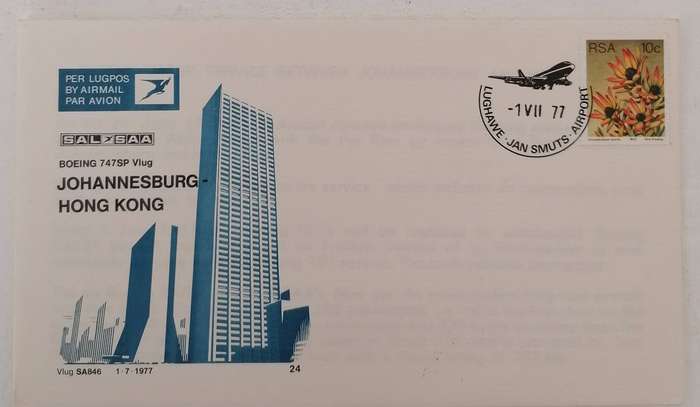 PER LUGPOS
BY AIRMAIL
PAR AVION
SAL SAA
BOEING 747SP Vlug
JOHANNESBURG-
HONG KONG
Vlug SA846 1·7·1977
24
-1 VII 77
LUGHAWE · JAN SMUTS · AIRPORT
RSA 10c